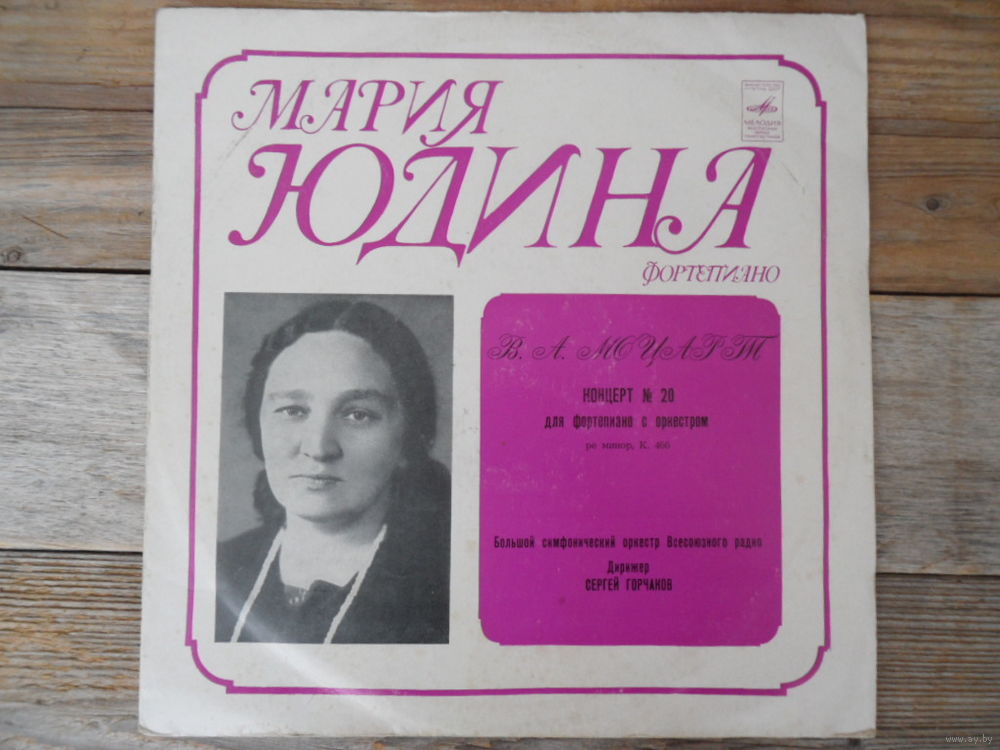 МАРИЯ
ЮДИНА
ФОРТЕПИАНО
МЕЛОДИЯ
В. А. МОЦАРТ
КОНЦЕРТ № 20
для фортепиано с оркестром
ре минор, К. 466
Большой симфонический оркестр Всесоюзного радио
Дирижер
СЕРГЕЙ ГОРЧАКОВ
www.ay.by